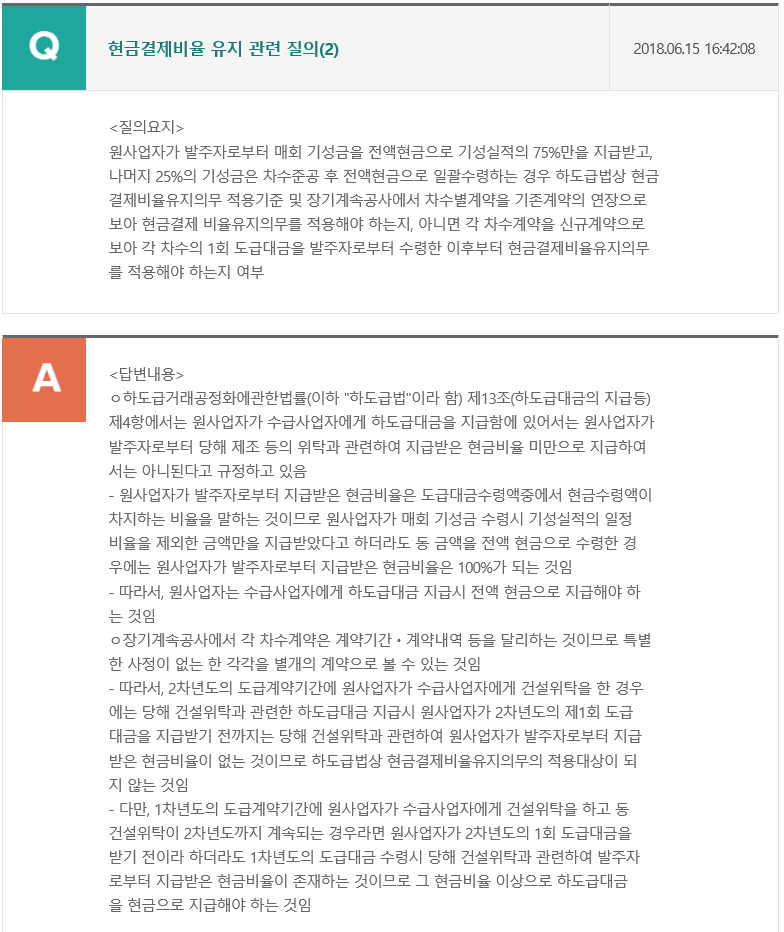 Q
현금결제비율 유지 관련 질의(2)
2018.06.15 16:42:08
<질의요지>
원사업자가 발주자로부터 매회 기성금을 전액현금으로 기성실적의 75%만을 지급받고,
나머지 25%의 기성금은 차수준공 후 전액현금으로 일괄수령하는 경우 하도급법상 현금
결제비율유지의무 적용기준 및 장기계속공사에서 차수별계약을 기존계약의 연장으로
보아 현금결제 비율유지의무를 적용해야 하는지, 아니면 각 차수계약을 신규계약으로
보아 각 차수의 1회 도급대금을 발주자로부터 수령한 이후부터 현금결제비율유지의무
를 적용해야 하는지 여부
A
<답변내용>
ㅇ하도급거래공정화에관한법률(이하 "하도급법"이라 함) 제13조(하도급대금의 지급등)
제4항에서는 원사업자가 수급사업자에게 하도급대금을 지급함에 있어서는 원사업자가
발주자로부터 당해 제조 등의 위탁과 관련하여 지급받은 현금비율 미만으로 지급하여
서는 아니된다고 규정하고 있음
- 원사업자가 발주자로부터 지급받은 현금비율은 도급대금수령액중에서 현금수령액이
차지하는 비율을 말하는 것이므로 원사업자가 매회 기성금 수령시 기성실적의 일정
비율을 제외한 금액만을 지급받았다고 하더라도 동 금액을 전액 현금으로 수령한 경
우에는 원사업자가 발주자로부터 지급받은 현금비율은 100%가 되는 것임
- 따라서, 원사업자는 수급사업자에게 하도급대금 지급시 전액 현금으로 지급해야 하
는 것임
ㅇ장기계속공사에서 각 차수계약은 계약기간・계약내역 등을 달리하는 것이므로 특별
한 사정이 없는 한 각각을 별개의 계약으로 볼 수 있는 것임
- 따라서, 2차년도의 도급계약기간에 원사업자가 수급사업자에게 건설위탁을 한 경우
에는 당해 건설위탁과 관련한 하도급대금 지급시 원사업자가 2차년도의 제1회 도급
대금을 지급받기 전까지는 당해 건설위탁과 관련하여 원사업자가 발주자로부터 지급
받은 현금비율이 없는 것이므로 하도급법상 현금결제비율유지의무의 적용대상이 되
지 않는 것임
- 다만, 1차년도의 도급계약기간에 원사업자가 수급사업자에게 건설위탁을 하고 동
건설위탁이 2차년도까지 계속되는 경우라면 원사업자가 2차년도의 1회 도급대금을
받기 전이라 하더라도 1차년도의 도급대금 수령시 당해 건설위탁과 관련하여 발주자
로부터 지급받은 현금비율이 존재하는 것이므로 그 현금비율 이상으로 하도급대금
을 현금으로 지급해야 하는 것임